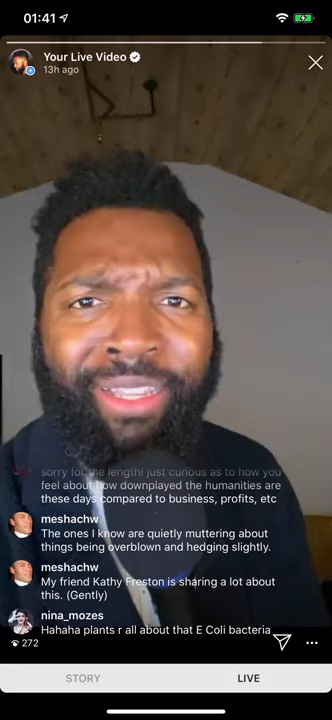 01:41
Your Live Video
13h ago
sorry for the length! just curious as to how you
feel about how downplayed the humanities are
these days compared to business, profits, etc
meshachw
The ones I know are quietly muttering about
things being overblown and hedging slightly.
meshachw
My friend Kathy Freston is sharing a lot about
this. (Gently)
nina_mozes
Hahaha plants r all about that E Coli bacteria
272
STORY
LIVE